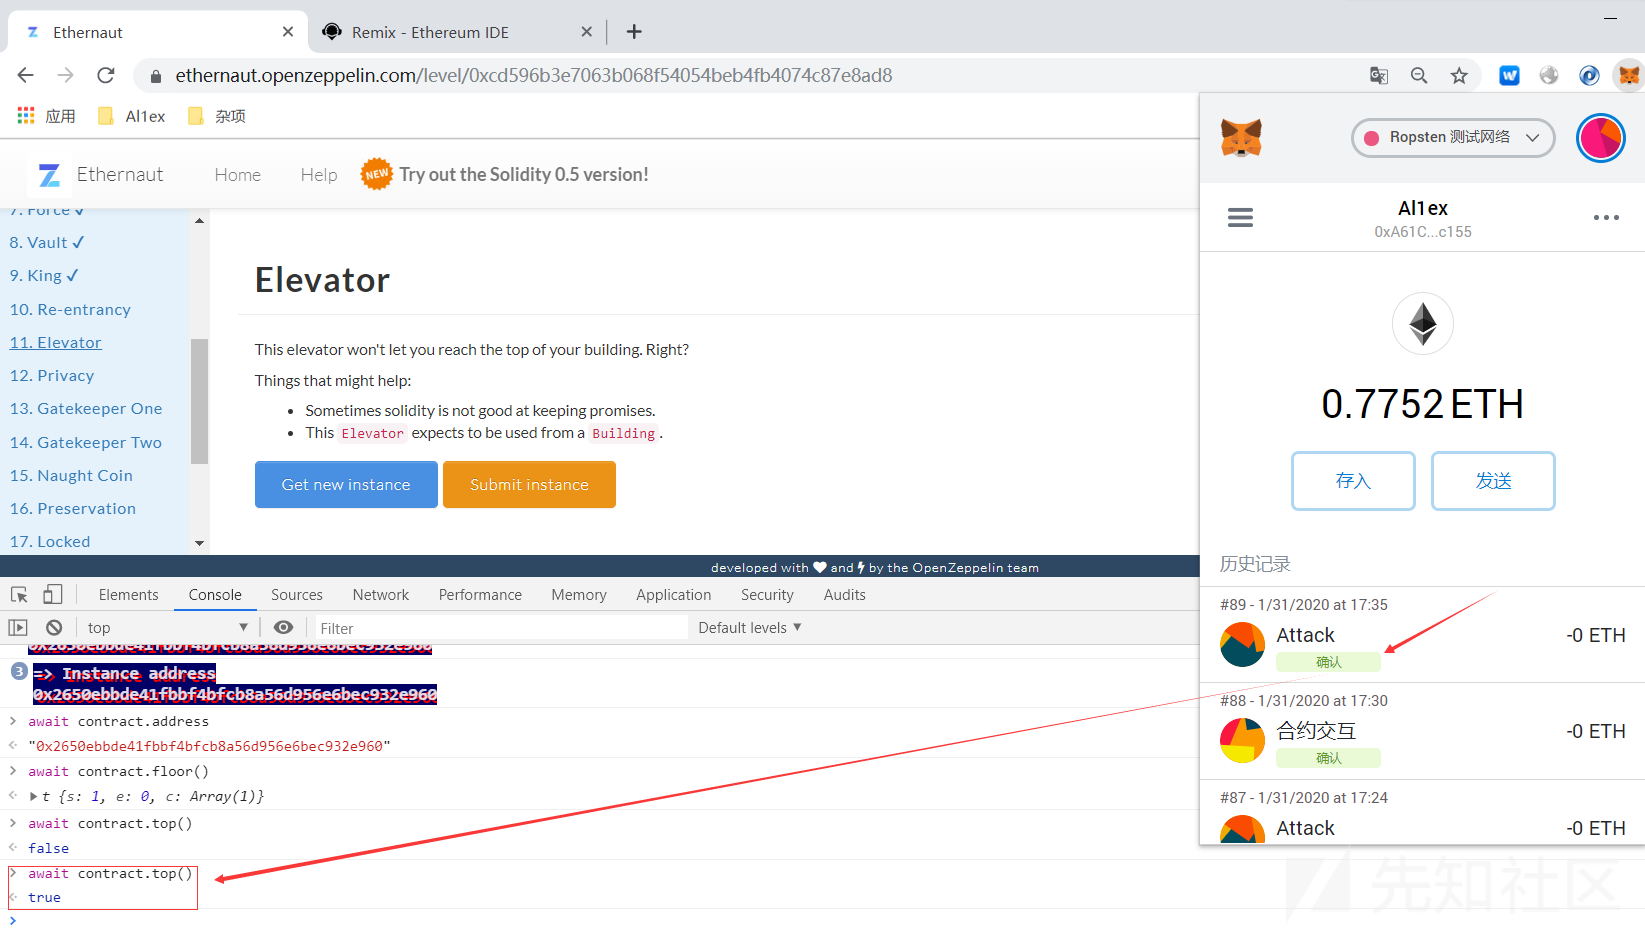 Ethernaut
Remix - Ethereum IDE
ethernaut.openzeppelin.com/level/0xcd596b3e7063b068f54054beb4fb4074c87e8ad8
应用
Al1ex
杂项
Ethernaut
Home
Help
NEW
Try out the Solidity 0.5 version!
7. Force ✓
8. Vault ✓
9. King ✓
10. Re-entrancy
11. Elevator
12. Privacy
13. Gatekeeper One
14. Gatekeeper Two
15. Naught Coin
16. Preservation
17. Locked
Elevator
This elevator won't let you reach the top of your building. Right?
Things that might help:
• Sometimes solidity is not good at keeping promises.
• This Elevator expects to be used from a Building.
Get new instance
Submit instance
developed with ♥ and by the OpenZeppelin team
Elements
Console
Sources
Network
Performance
Memory
Application
Security
Audits
top
Filter
Default levels ▼
0x2650ebbde41fbbf4bfcb8a56d956e6bec932e960
3
=> Instance address
0x2650ebbde41fbbf4bfcb8a56d956e6bec932e960
> await contract.address
"0x2650ebbde41fbbf4bfcb8a56d956e6bec932e960"
> await contract.floor()
▶ t {s: 1, e: 0, c: Array(1)}
> await contract.top()
false
> await contract.top()
true
>
Ropsten 测试网络
Al1ex
0xA61C...c155
0.7752 ETH
存入
发送
历史记录
#89 - 1/31/2020 at 17:35
Attack
-0 ETH
确认
#88 - 1/31/2020 at 17:30
合约交互
-0 ETH
确认
#87 - 1/31/2020 at 17:24
Attack
-0 ETH
先知社区